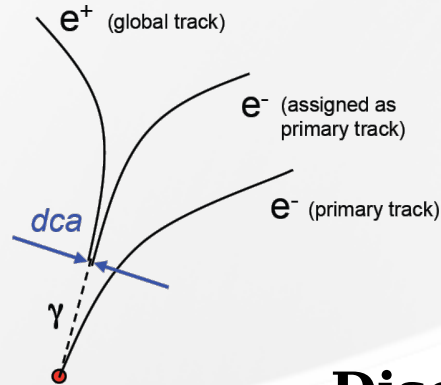 e+ (global track)
e- (assigned as
primary track)
e- (primary track)
dca
γ